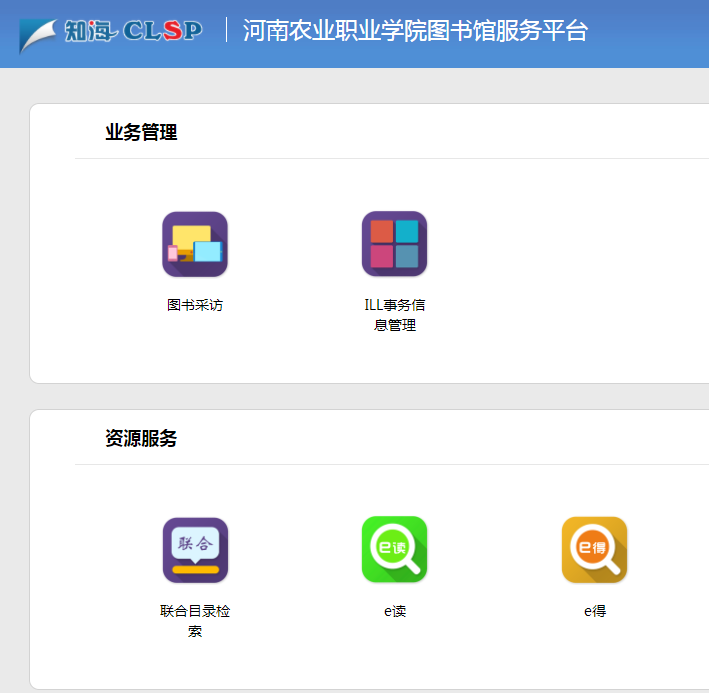 知海 CLSP 河南农业职业学院图书馆服务平台
业务管理
图书采访
ILL事务信
息管理
资源服务
联合
e读
e得
联合目录检
索
e读
e得